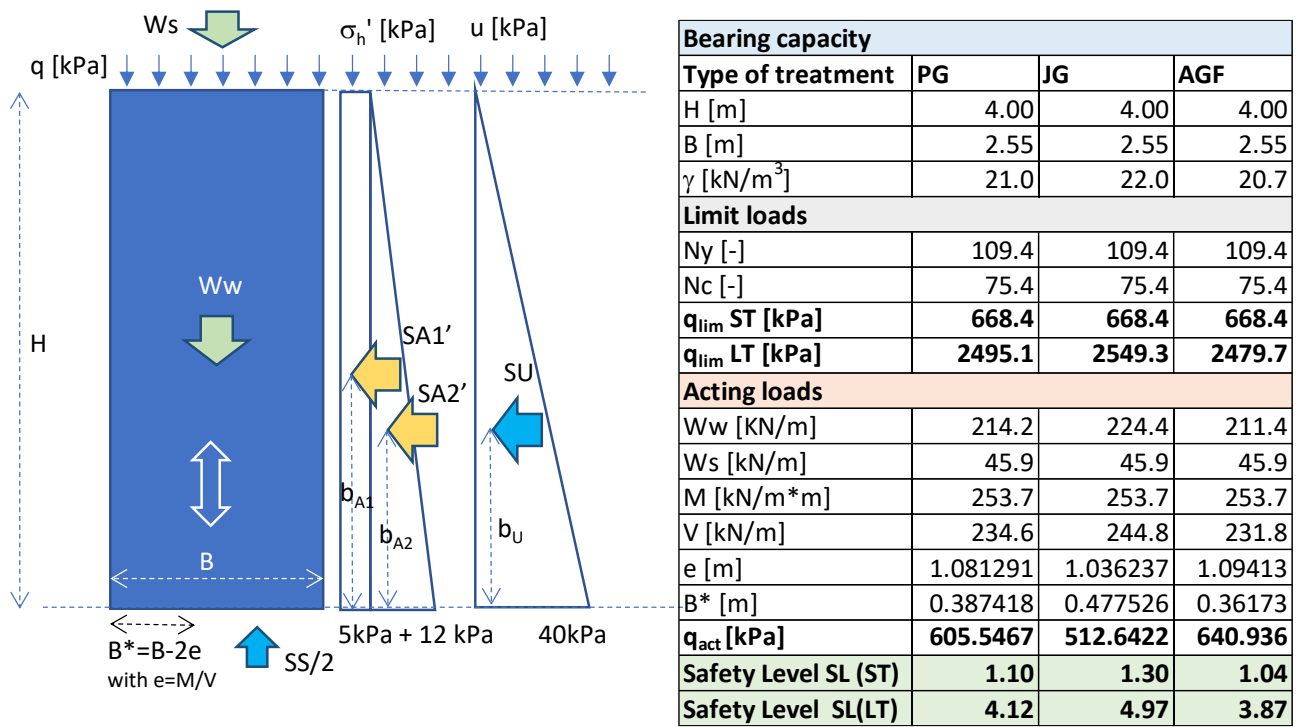 Ws
σh' [kPa]
u [kPa]
q [kPa]
Ww
H
SA1’
SA2’
SU
bA1
bA2
bU
B
5kPa + 12 kPa
40kPa
B*=B-2e
with e=M/V
SS/2
Bearing capacity
Type of treatment PG JG AGF
H [m] 4.00 4.00 4.00
B [m] 2.55 2.55 2.55
γ [kN/m³] 21.0 22.0 20.7
Limit loads
Ny [-] 109.4 109.4 109.4
Nc [-] 75.4 75.4 75.4
qlim ST [kPa] 668.4 668.4 668.4
qlim LT [kPa] 2495.1 2549.3 2479.7
Acting loads
Ww [KN/m] 214.2 224.4 211.4
Ws [kN/m] 45.9 45.9 45.9
M [kN/m*m] 253.7 253.7 253.7
V [kN/m] 234.6 244.8 231.8
e [m] 1.081291 1.036237 1.09413
B* [m] 0.387418 0.477526 0.36173
qact [kPa] 605.5467 512.6422 640.936
Safety Level SL (ST) 1.10 1.30 1.04
Safety Level SL(LT) 4.12 4.97 3.87